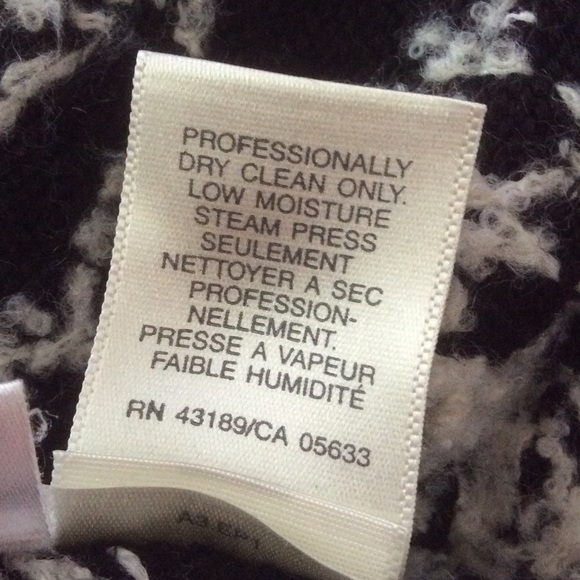 PROFESSIONALLY
DRY CLEAN ONLY.
LOW MOISTURE
STEAM PRESS
SEULEMENT
NETTOYER A SEC
PROFESSION-
NELLEMENT.
PRESSE A VAPEUR
FAIBLE HUMIDITÉ
RN 43189/CA 05633